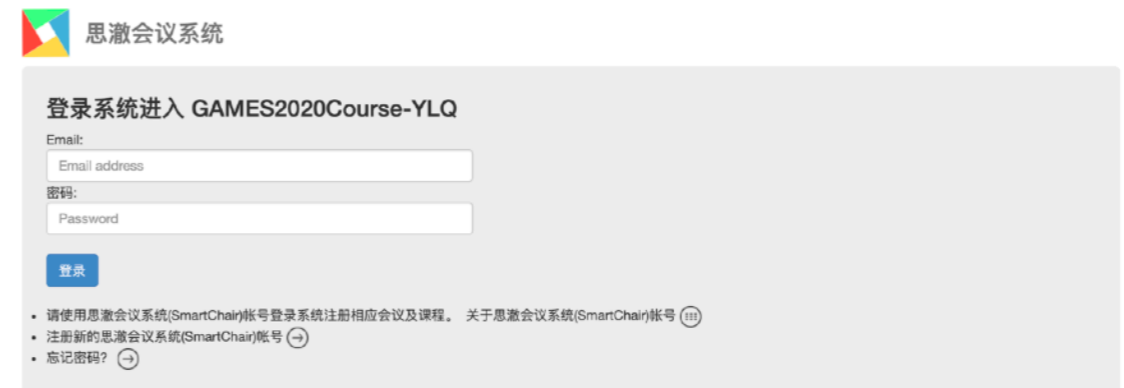 思澈会议系统
登录系统进入 GAMES2020Course-YLQ
Email:
Email address
密码:
Password
登录
请使用思澈会议系统(SmartChair)帐号登录系统注册相应会议及课程。 关于思澈会议系统(SmartChair)帐号
注册新的思澈会议系统(SmartChair)帐号
忘记密码?